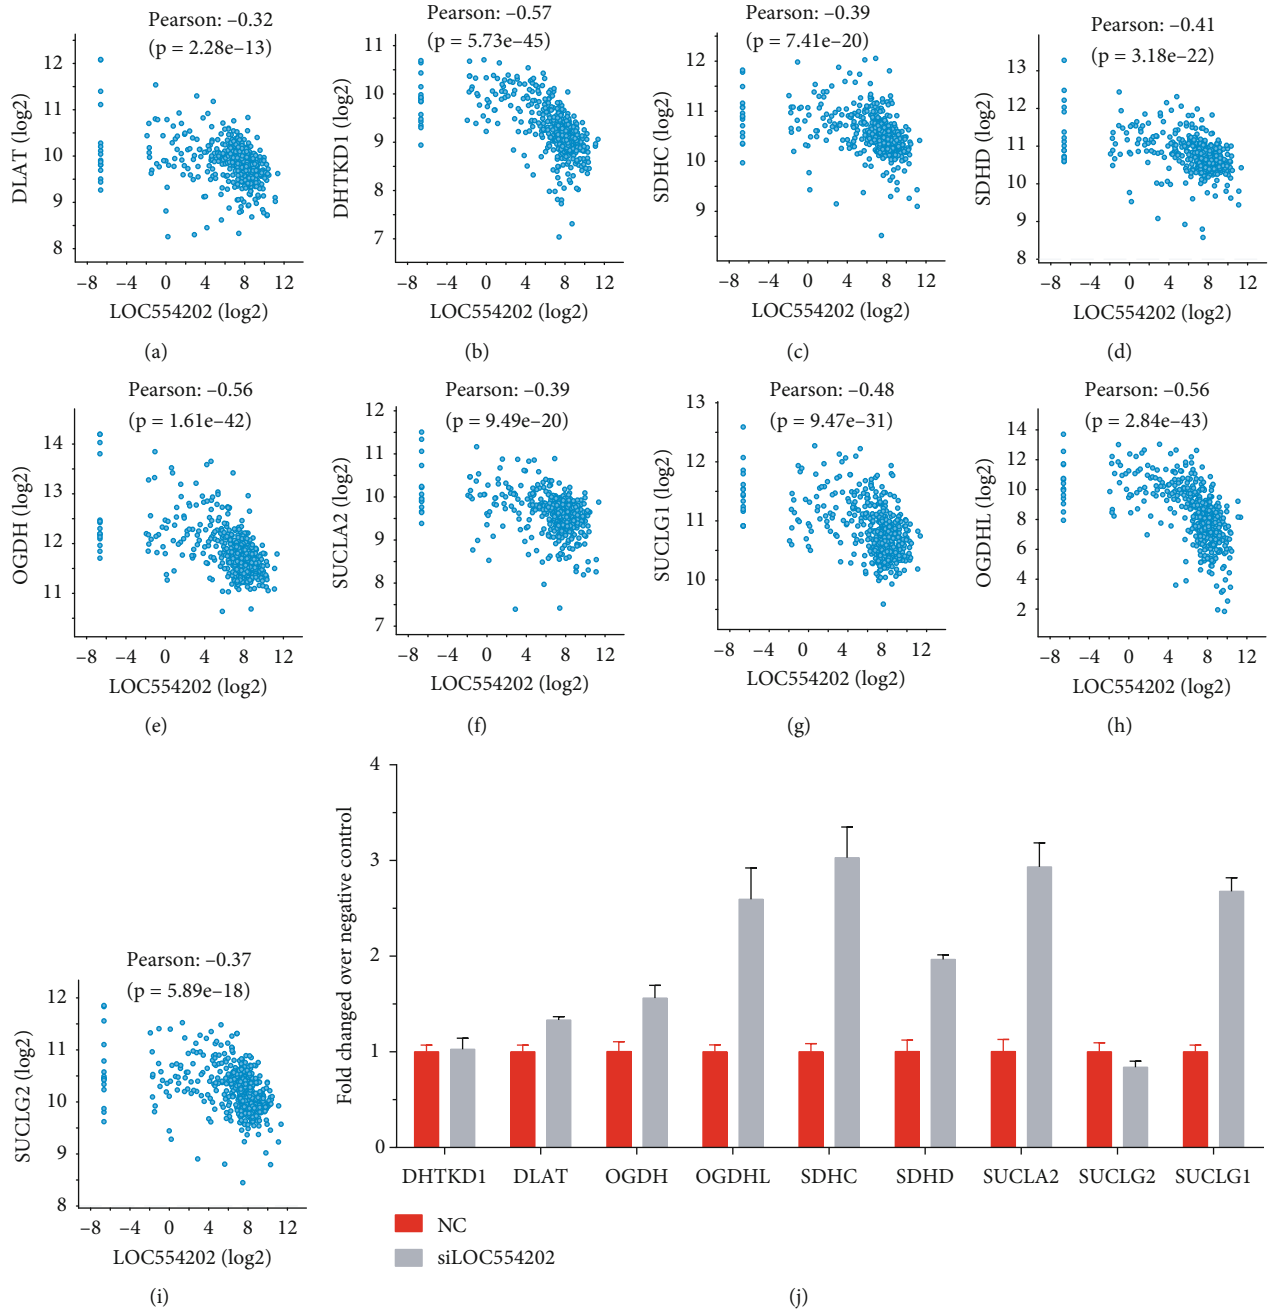 Pearson: –0.32
(p = 2.28e–13)
12
11
10
9
8
DLAT (log2)
–8 –4 0 4 8 12
LOC554202 (log2)
(a)
Pearson: –0.57
(p = 5.73e–45)
11
10
9
8
7
DHTKD1 (log2)
–8 –4 0 4 8 12
LOC554202 (log2)
(b)
Pearson: –0.39
(p = 7.41e–20)
12
11
10
9
SDHC (log2)
–8 –4 0 4 8 12
LOC554202 (log2)
(c)
Pearson: –0.41
(p = 3.18e–22)
13
12
11
10
9
8
SDHD (log2)
–8 –4 0 4 8 12
LOC554202 (log2)
(d)
Pearson: –0.56
(p = 1.61e–42)
14
13
12
11
OGDH (log2)
–8 –4 0 4 8 12
LOC554202 (log2)
(e)
Pearson: –0.39
(p = 9.49e–20)
12
11
10
9
8
7
SUCLA2 (log2)
–8 –4 0 4 8 12
LOC554202 (log2)
(f)
Pearson: –0.48
(p = 9.47e–31)
13
12
11
10
SUCLG1 (log2)
–8 –4 0 4 8 12
LOC554202 (log2)
(g)
Pearson: –0.56
(p = 2.84e–43)
14
12
10
8
6
4
2
OGDHL (log2)
–8 –4 0 4 8 12
LOC554202 (log2)
(h)
Pearson: –0.37
(p = 5.89e–18)
12
11
10
9
8
SUCLG2 (log2)
–8 –4 0 4 8 12
LOC554202 (log2)
(i)
4
3
2
1
0
Fold changed over negative control
DHTKD1 DLAT OGDH OGDHL SDHC SDHD SUCLA2 SUCLG2 SUCLG1
NC
siLOC554202
(j)